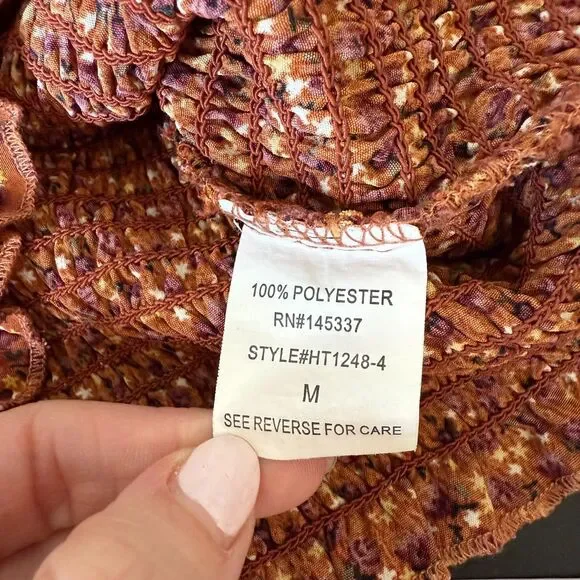 100% POLYESTER
RN#145337
STYLE#HT1248-4
M
SEE REVERSE FOR CARE